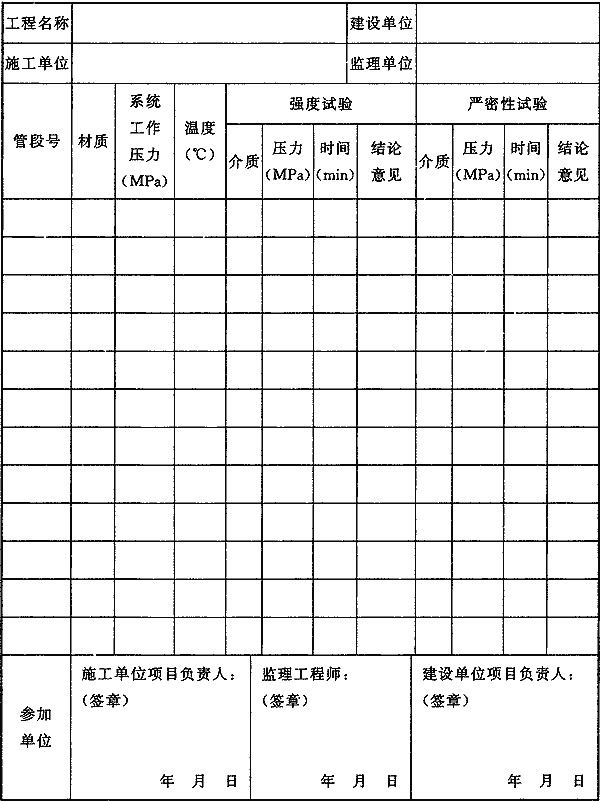 工程名称 建设单位
施工单位 监理单位
管段号 材质 系统工作压力(MPa) 温度(℃) 强度试验 严密性试验
介质 压力(MPa) 时间(min) 结论意见 介质 压力(MPa) 时间(min) 结论意见
参加单位
施工单位项目负责人： 监理工程师： 建设单位项目负责人：
(签章) (签章) (签章)
年 月 日 年 月 日 年 月 日